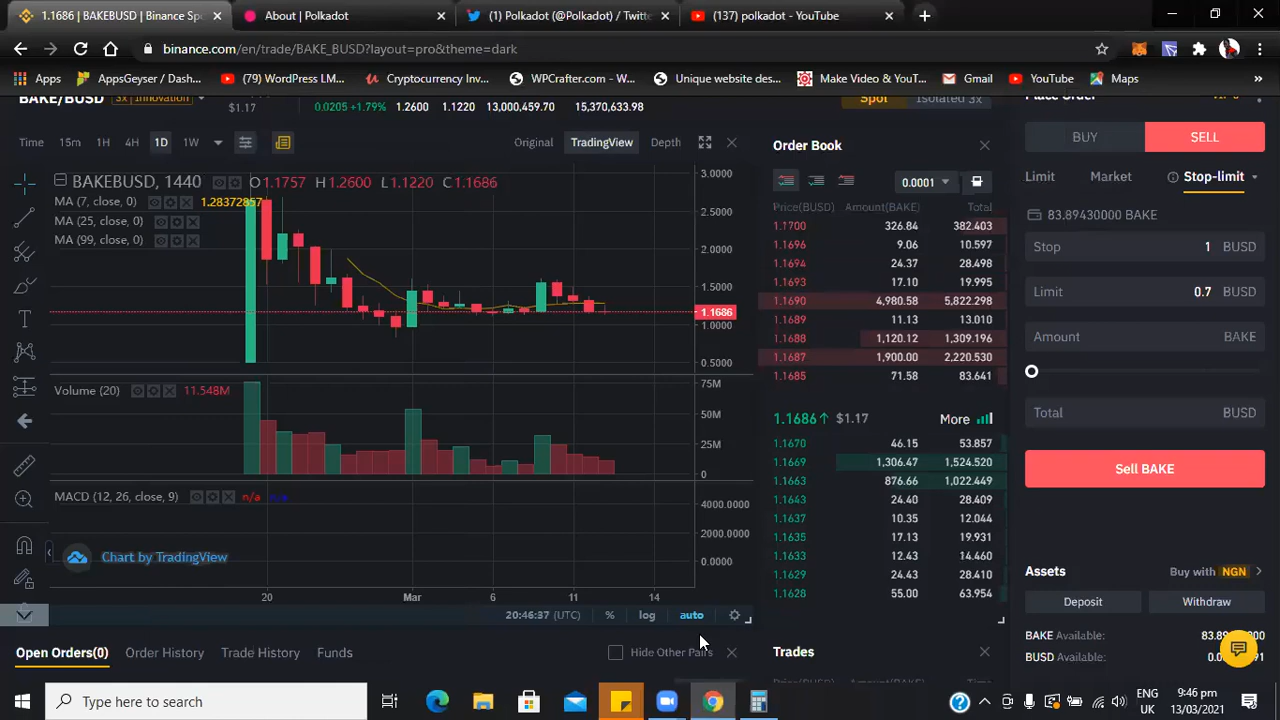 1.1686 | BAKEBUSD | Binance Sp
About | Polkadot
(1) Polkadot (@Polkadot) / Twitt
(137) polkadot - YouTube
binance.com/en/trade/BAKE_BUSD?layout=pro&theme=dark
Apps
AppsGeyser / Dash...
(79) WordPress LM...
Cryptocurrency Inv...
WPCrafter.com - W...
Unique website des...
Make Video & YouT...
Gmail
YouTube
Maps
BAKE/BUSD 3x | Innovation
$1.17 0.0205 +1.79% 1.2600 1.1220 13,000,459.70 15,370,633.98
Spot Isolated 3x
Place Order
Time 15m 1H 4H 1D 1W
Original TradingView Depth
BAKEBUSD, 1440 O1.1757 H1.2600 L1.1220 C1.1686
MA (7, close, 0) 1.28372857
MA (25, close, 0)
MA (99, close, 0)
3.0000
2.5000
2.0000
1.5000
1.1686
1.0000
0.5000
Volume (20) 11.548M
75M
50M
25M
0
MACD (12, 26, close, 9) n/a n/a
4000.0000
2000.0000
0.0000
Chart by TradingView
20 Mar 6 11 14
20:46:37 (UTC) % log auto
Open Orders(0) Order History Trade History Funds
Hide Other Pairs
Order Book
0.0001
Price(BUSD) Amount(BAKE) Total
1.1700 326.84 382.403
1.1696 9.06 10.597
1.1694 24.37 28.498
1.1693 17.10 19.995
1.1690 4,980.58 5,822.298
1.1689 11.13 13.010
1.1688 1,120.12 1,309.196
1.1687 1,900.00 2,220.530
1.1685 71.58 83.641
1.1686↑ $1.17 More
1.1670 46.15 53.857
1.1669 1,306.47 1,524.520
1.1663 876.66 1,022.449
1.1643 24.40 28.409
1.1637 10.35 12.044
1.1635 17.13 19.931
1.1633 12.43 14.460
1.1629 24.43 28.410
1.1628 55.00 63.954
Trades
BUY SELL
Limit Market Stop-limit
83.89430000 BAKE
Stop 1 BUSD
Limit 0.7 BUSD
Amount BAKE
Total BUSD
Sell BAKE
Assets Buy with NGN
Deposit Withdraw
BAKE Available:
BUSD Available:
Type here to search
ENG
UK
9:46 pm
13/03/2021